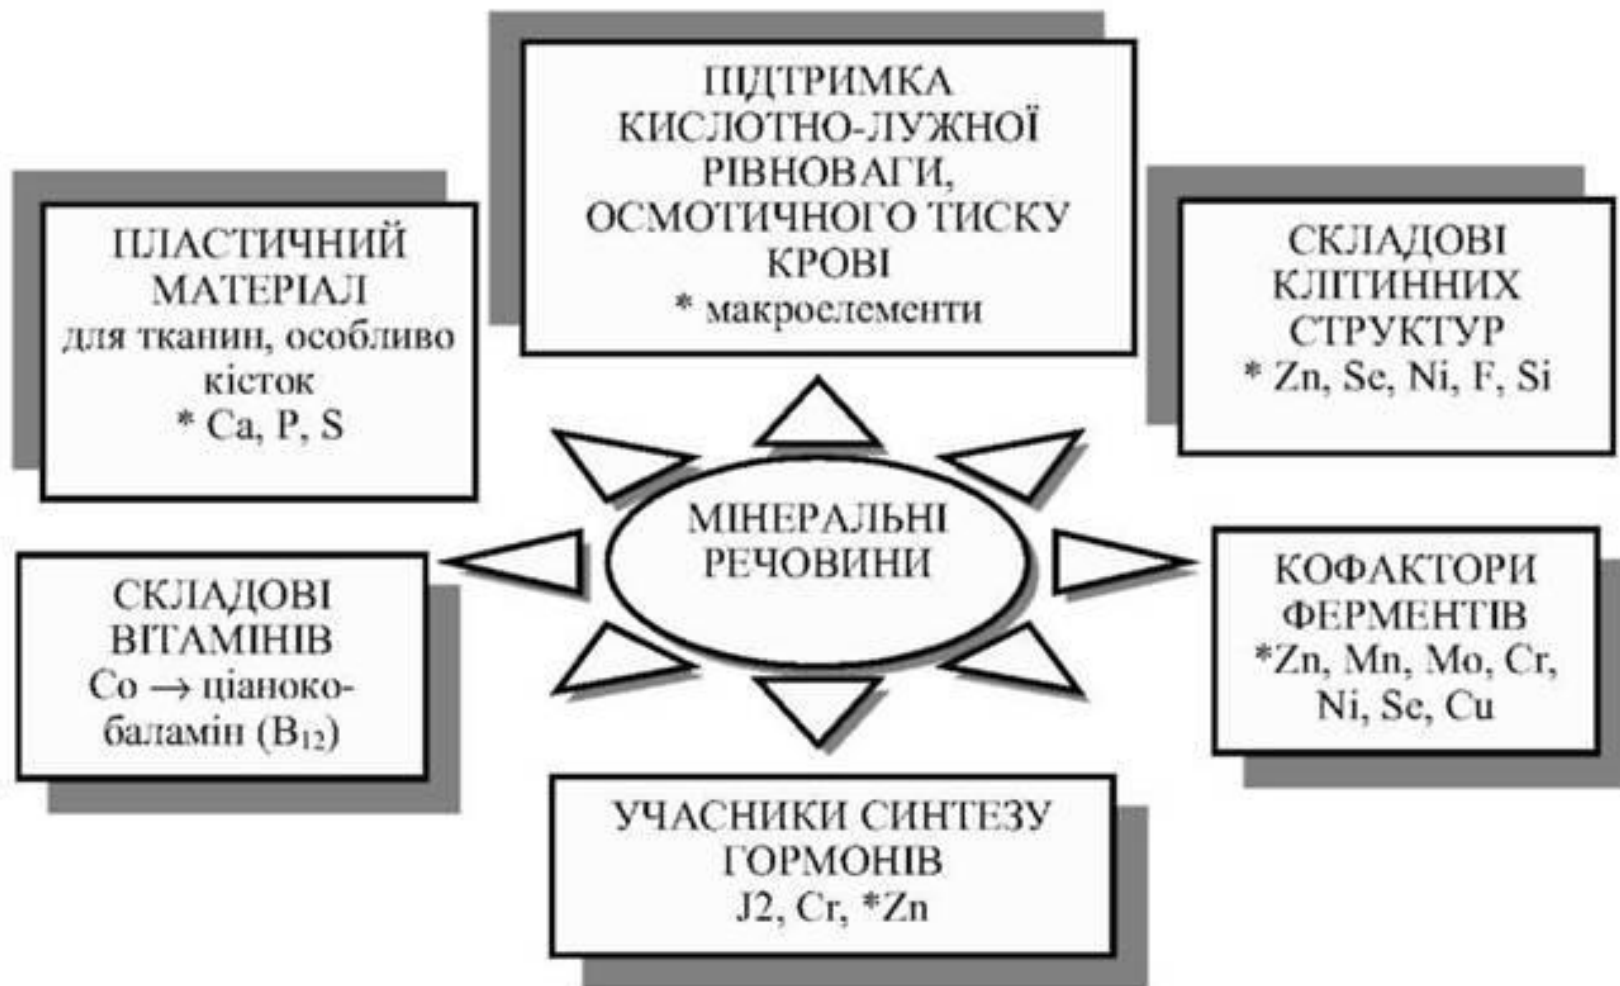 ПІДТРИМКА
КИСЛОТНО-ЛУЖНОЇ
РІВНОВАГИ,
ОСМОТИЧНОГО ТИСКУ
КРОВІ
* макроелементи
ПЛАСТИЧНИЙ
МАТЕРІАЛ
для тканин, особливо
кісток
* Ca, P, S
СКЛАДОВІ
КЛІТИННИХ
СТРУКТУР
* Zn, Se, Ni, F, Si
МІНЕРАЛЬНІ
РЕЧОВИНИ
СКЛАДОВІ
ВІТАМІНІВ
Co → ціаноко-
баламін (B₁₂)
КОФАКТОРИ
ФЕРМЕНТІВ
*Zn, Mn, Mo, Cr,
Ni, Se, Cu
УЧАСНИКИ СИНТЕЗУ
ГОРМОНІВ
J2, Cr, *Zn